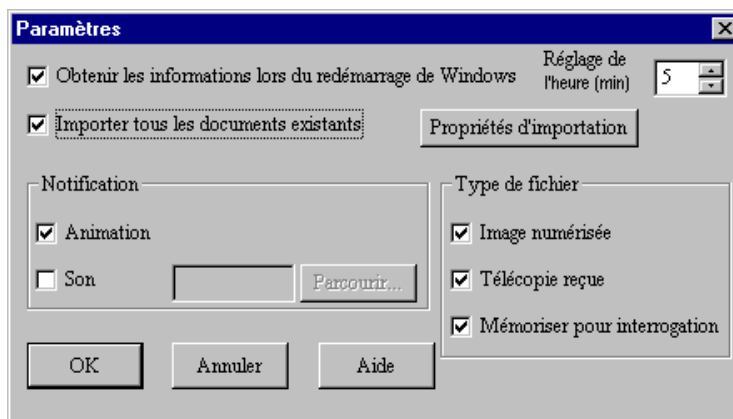 Paramètres
Obtenir les informations lors du redémarrage de Windows
Réglage de
l'heure (min)
5
Importer tous les documents existants
Propriétés d'importation
Notification
Animation
Son
Parcourir...
Type de fichier
Image numérisée
Télécopie reçue
Mémoriser pour interrogation
OK
Annuler
Aide